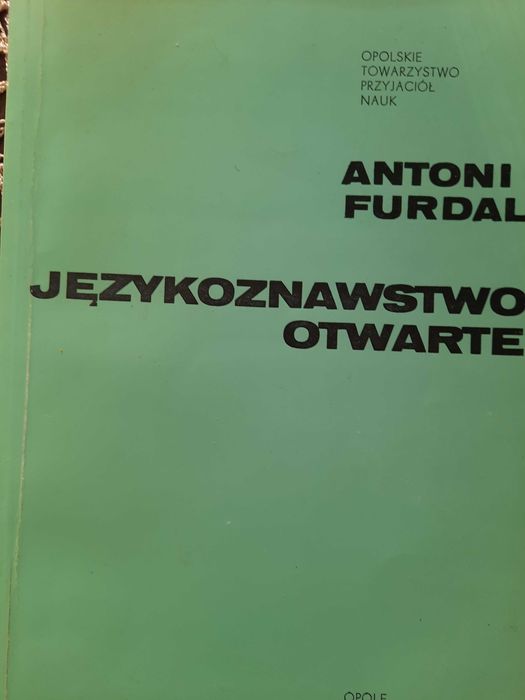 OPOLSKIE
TOWARZYSTWO
PRZYJACIÓŁ
NAUK
ANTONI
FURDAL
JĘZYKOZNAWSTWO
OTWARTE
OPOLE